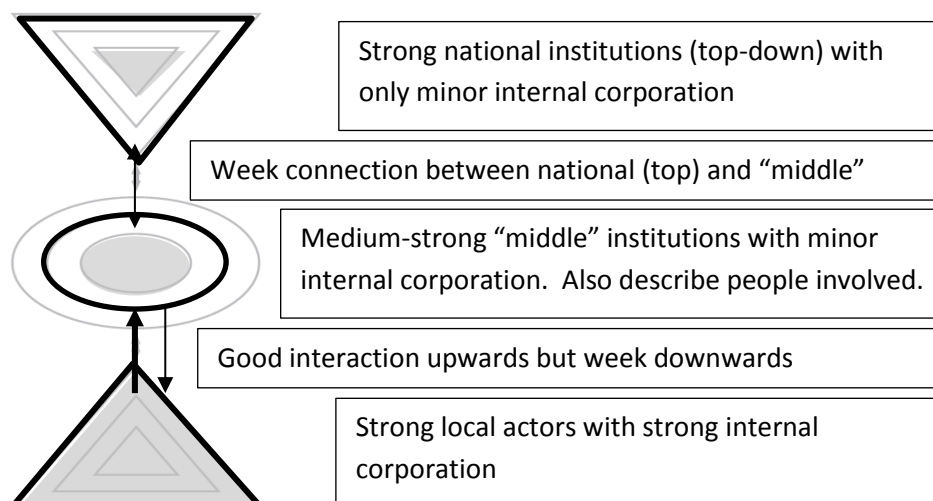 Strong national institutions (top-down) with
only minor internal corporation
Week connection between national (top) and “middle”
Medium-strong “middle” institutions with minor
internal corporation.  Also describe people involved.
Good interaction upwards but week downwards
Strong local actors with strong internal
corporation